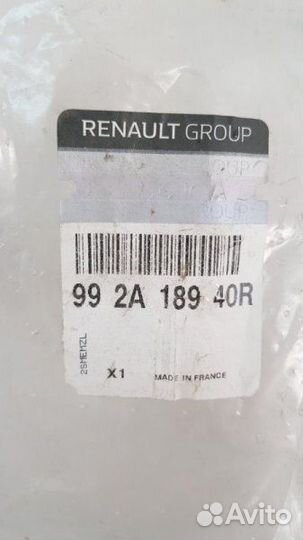 RENAULT GROUP
99 2A 189 40R
2SMEMZL
X1
MADE IN FRANCE
Avito